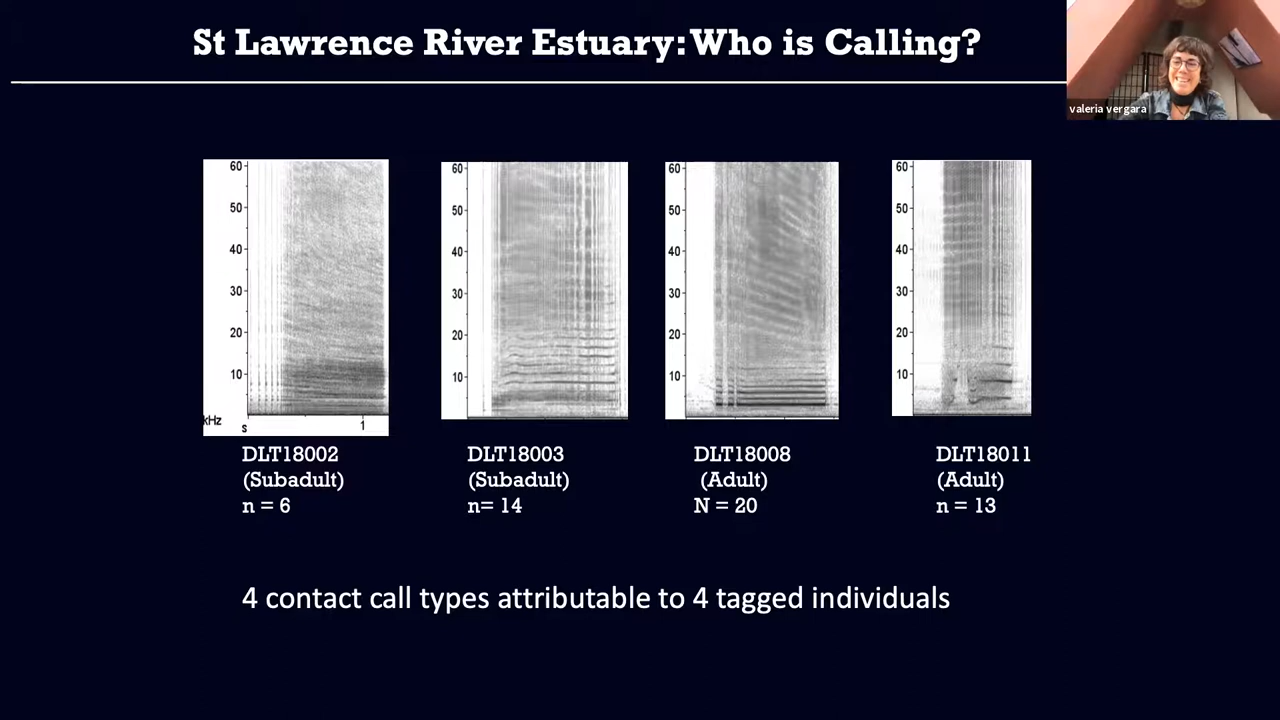 St Lawrence River Estuary: Who is Calling?
valeria vergara
60
50
40
30
20
10
kHz
s
1
60
50
40
30
20
10
60
50
40
30
20
10
60
50
40
30
20
10
DLT18002
(Subadult)
n = 6
DLT18003
(Subadult)
n= 14
DLT18008
(Adult)
N = 20
DLT18011
(Adult)
n = 13
4 contact call types attributable to 4 tagged individuals